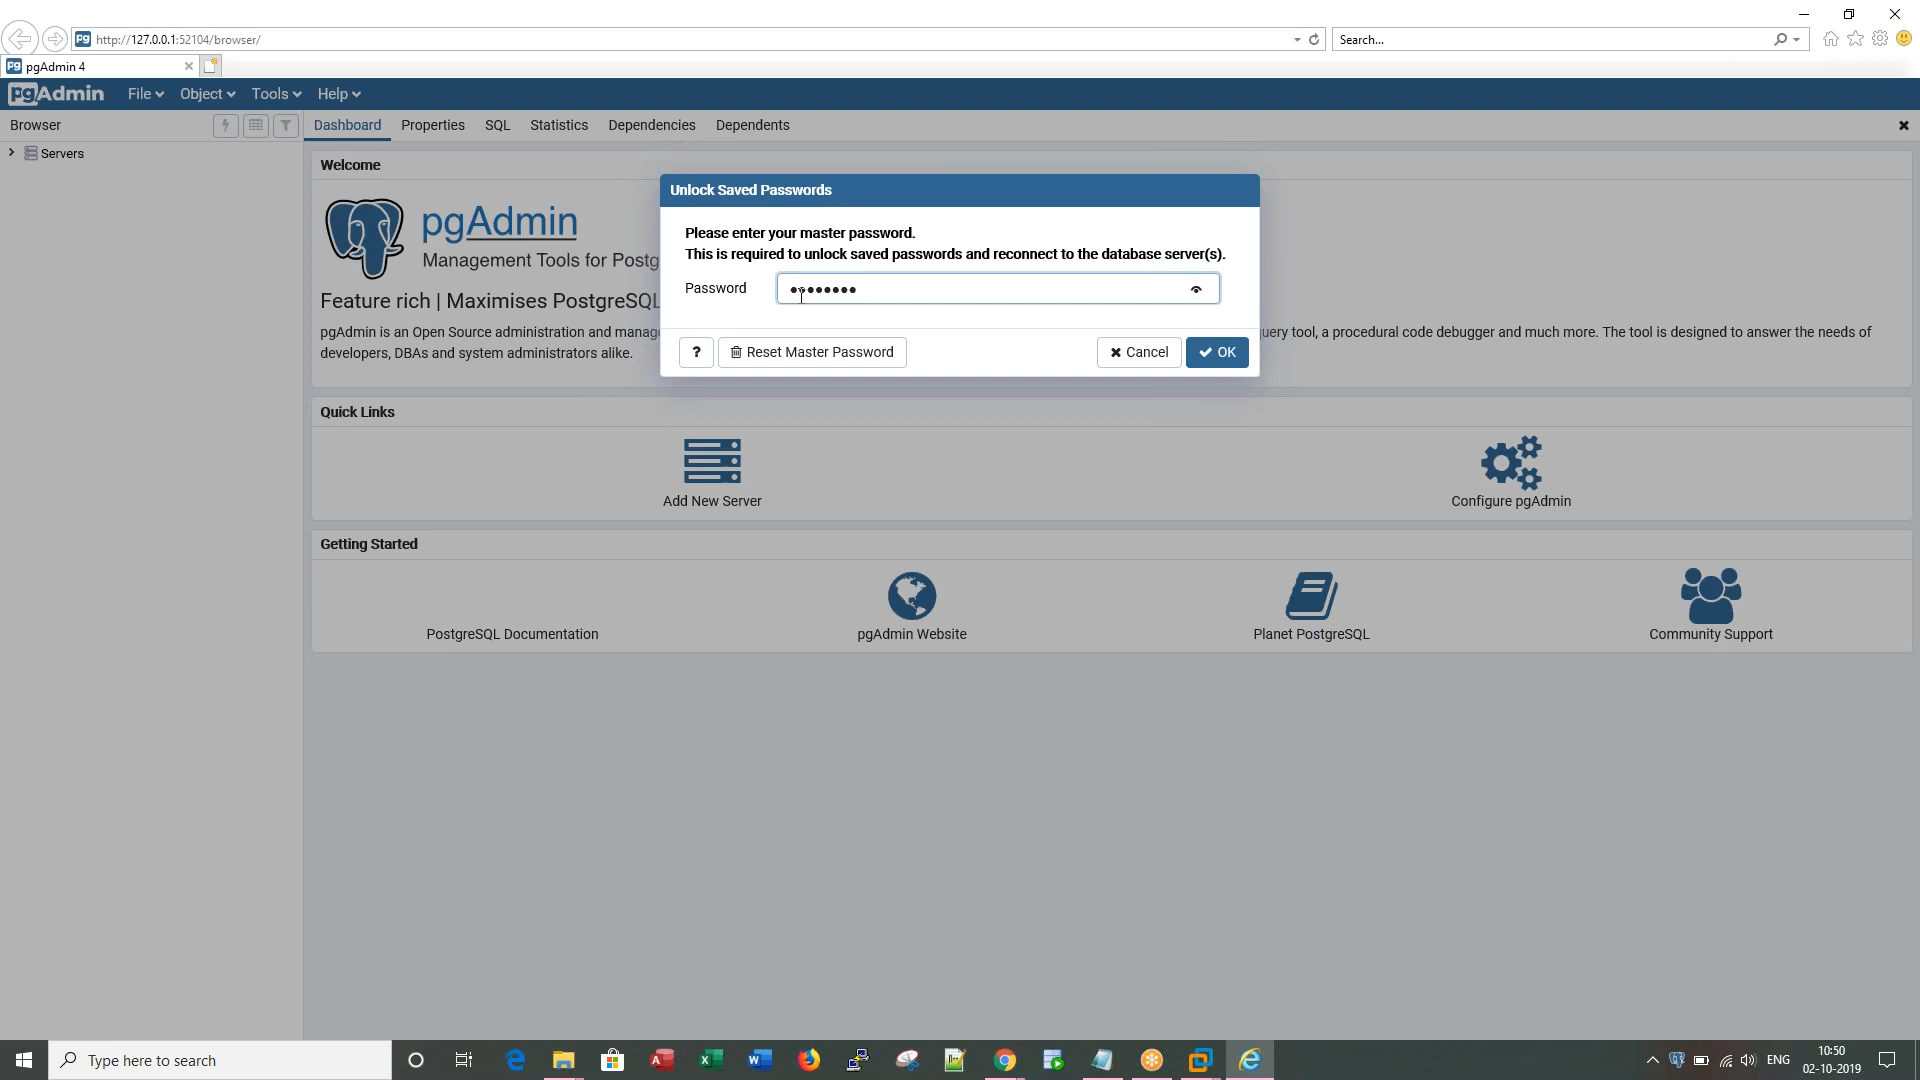 http://127.0.0.1:52104/browser/
Search...
pgAdmin 4
pgAdmin
File
Object
Tools
Help
Browser
Dashboard
Properties
SQL
Statistics
Dependencies
Dependents
Servers
Welcome
pgAdmin
Management Tools for Postg
Feature rich | Maximises PostgreSQL
pgAdmin is an Open Source administration and manag
uery tool, a procedural code debugger and much more. The tool is designed to answer the needs of
developers, DBAs and system administrators alike.
Unlock Saved Passwords
Please enter your master password.
This is required to unlock saved passwords and reconnect to the database server(s).
Password
?
Reset Master Password
Cancel
OK
Quick Links
Add New Server
Configure pgAdmin
Getting Started
PostgreSQL Documentation
pgAdmin Website
Planet PostgreSQL
Community Support
Type here to search
ENG
10:50
02-10-2019